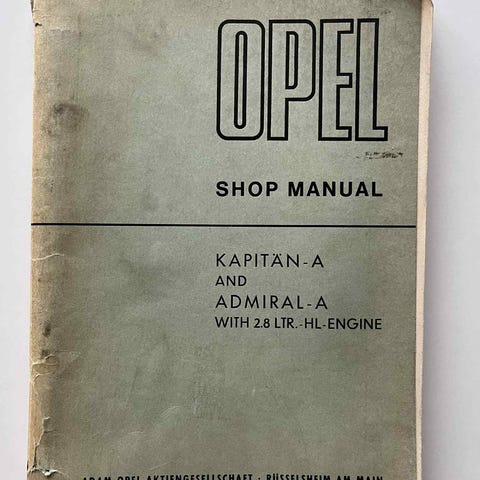 OPEL
SHOP MANUAL
KAPITÄN-A
AND
ADMIRAL-A
WITH 2.8 LTR.-HL-ENGINE
ADAM OPEL AKTIENGESELLSCHAFT · RÜSSELSHEIM AM MAIN